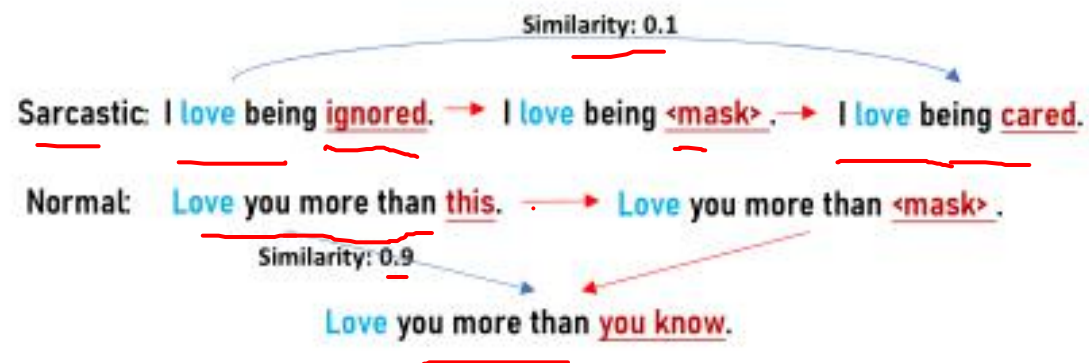 Similarity: 0.1
Sarcastic: I love being ignored. I love being <mask> . I love being cared.
Normal: Love you more than this. Love you more than <mask> .
Similarity: 0.9
Love you more than you know.